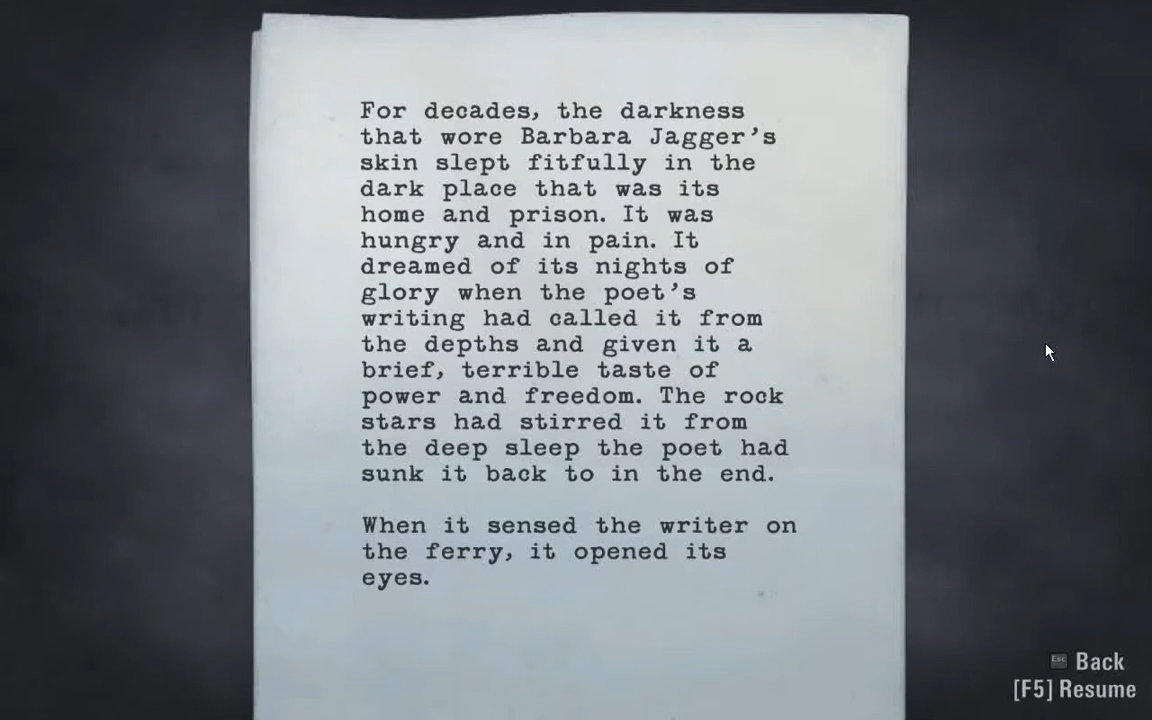 For decades, the darkness
that wore Barbara Jagger's
skin slept fitfully in the
dark place that was its
home and prison. It was
hungry and in pain. It
dreamed of its nights of
glory when the poet's
writing had called it from
the depths and given it a
brief, terrible taste of
power and freedom. The rock
stars had stirred it from
the deep sleep the poet had
sunk it back to in the end.
When it sensed the writer on
the ferry, it opened its
eyes.
Esc Back
[F5] Resume